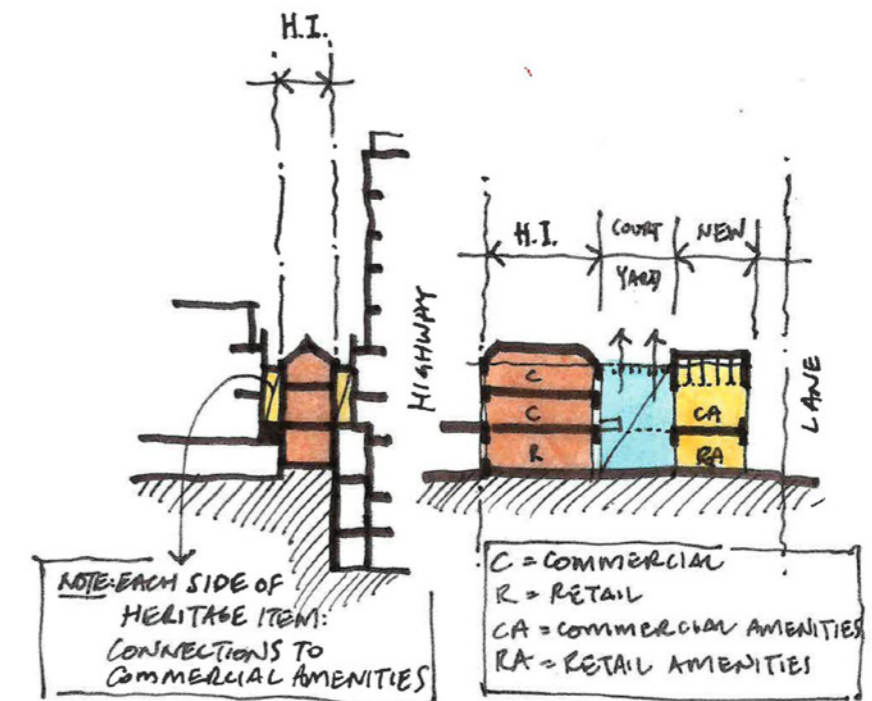 H.I.
H.I.
COURT
YARD
NEW
HIGHWAY
LANE
C
C
R
CA
RA
NOTE: EACH SIDE OF
HERITAGE ITEM:
CONNECTIONS TO
COMMERCIAL AMENITIES
C = COMMERCIAL
R = RETAIL
CA = COMMERCIAL AMENITIES
RA = RETAIL AMENITIES